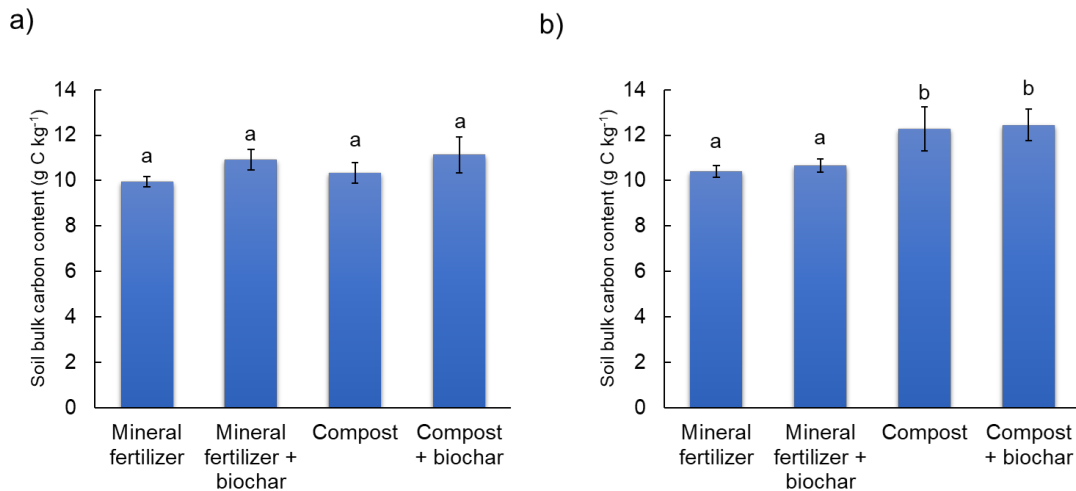 a)
Soil bulk carbon content (g C kg⁻¹)
14
12
10
8
6
4
2
0
a
a
a
a
Mineral
fertilizer
Mineral
fertilizer +
biochar
Compost
Compost
+ biochar
b)
Soil bulk carbon content (g C kg⁻¹)
14
12
10
8
6
4
2
0
a
a
b
b
Mineral
fertilizer
Mineral
fertilizer +
biochar
Compost
Compost
+ biochar